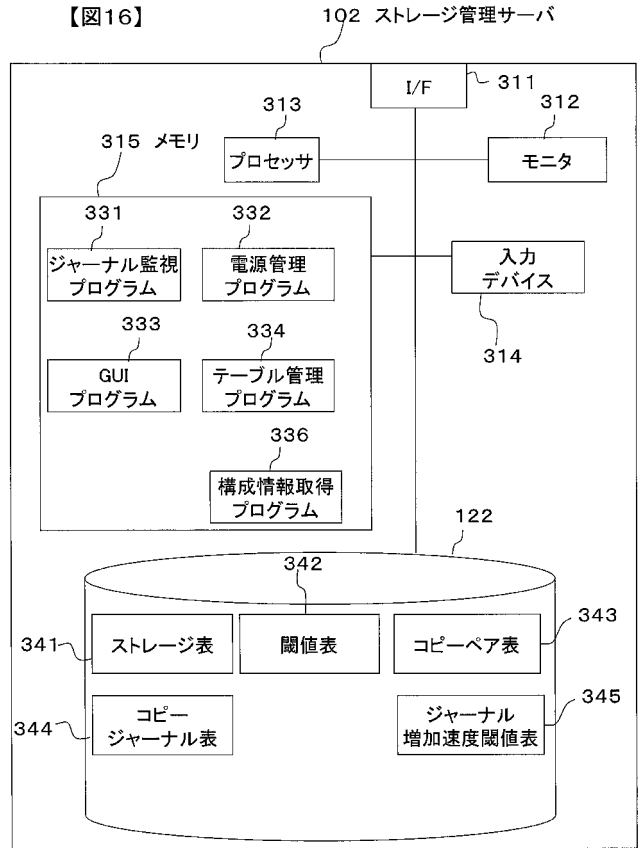 【図16】
102 ストレージ管理サーバ
I/F
311
313
312
315 メモリ
プロセッサ
モニタ
331
332
ジャーナル監視
プログラム
電源管理
プログラム
入力
デバイス
314
333
334
GUI
プログラム
テーブル管理
プログラム
336
構成情報取得
プログラム
122
342
341
ストレージ表
閾値表
コピーペア表
343
344
コピー
ジャーナル表
ジャーナル
増加速度閾値表
345